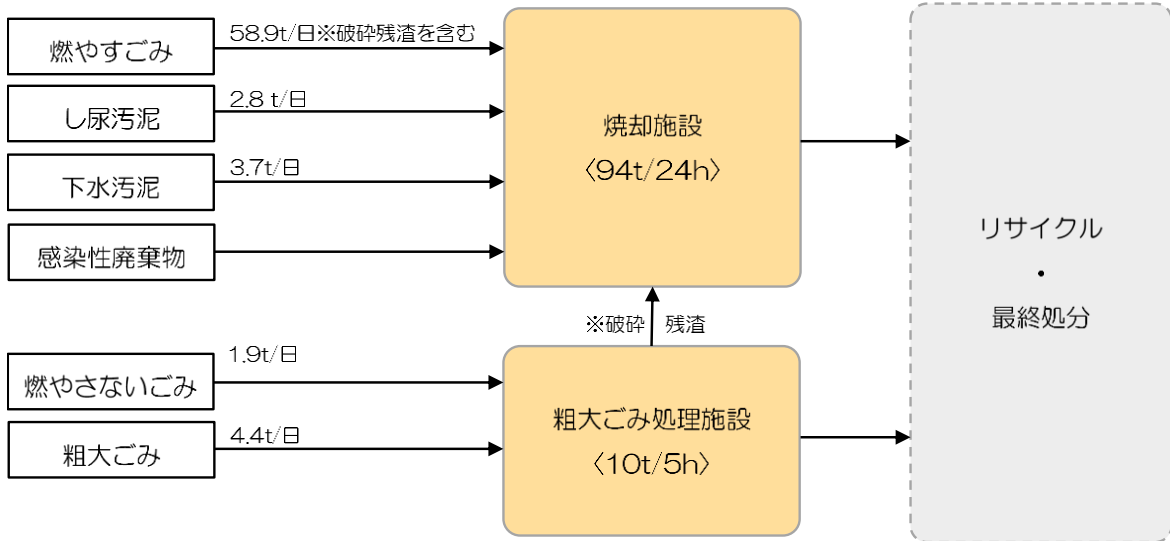 燃やすごみ
58.9t/日※破砕残渣を含む
し尿汚泥
2.8 t/日
下水汚泥
3.7t/日
感染性廃棄物
焼却施設
〈94t/24h〉
※破砕 残渣
燃やさないごみ
1.9t/日
粗大ごみ
4.4t/日
粗大ごみ処理施設
〈10t/5h〉
リサイクル
・
最終処分